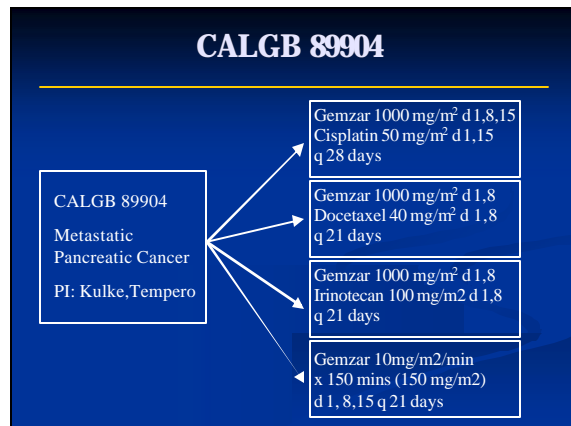 CALGB 89904
CALGB 89904
Metastatic
Pancreatic Cancer
PI: Kulke,Tempero
Gemzar 1000 mg/m² d 1,8,15
Cisplatin 50 mg/m² d 1,15
q 28 days
Gemzar 1000 mg/m² d 1,8
Docetaxel 40 mg/m² d 1,8
q 21 days
Gemzar 1000 mg/m² d 1,8
Irinotecan 100 mg/m2 d 1,8
q 21 days
Gemzar 10mg/m2/min
x 150 mins (150 mg/m2)
d 1, 8,15 q 21 days